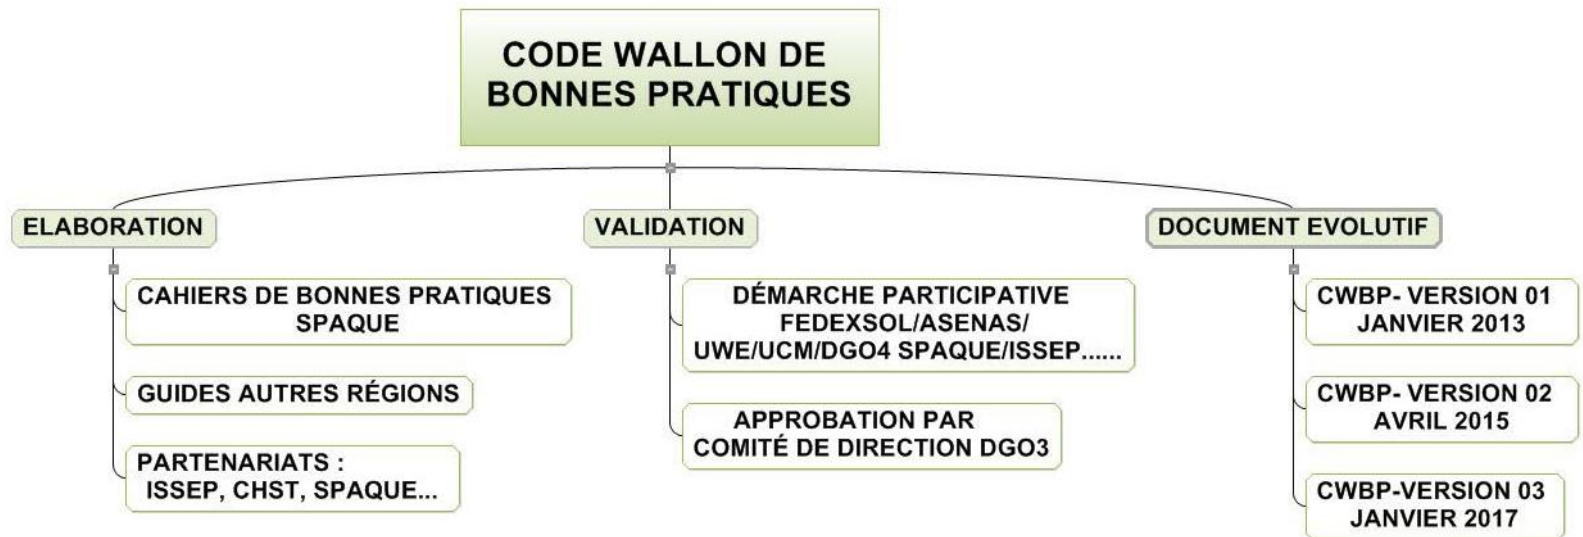 CODE WALLON DE
BONNES PRATIQUES
ELABORATION
CAHIERS DE BONNES PRATIQUES
SPAQUE
GUIDES AUTRES RÉGIONS
PARTENARIATS :
ISSEP, CHST, SPAQUE...
VALIDATION
DÉMARCHE PARTICIPATIVE
FEDEXSOL/ASENAS/
UWE/UCM/DGO4 SPAQUE/ISSEP......
APPROBATION PAR
COMITÉ DE DIRECTION DGO3
DOCUMENT EVOLUTIF
CWBP- VERSION 01
JANVIER 2013
CWBP- VERSION 02
AVRIL 2015
CWBP-VERSION 03
JANVIER 2017